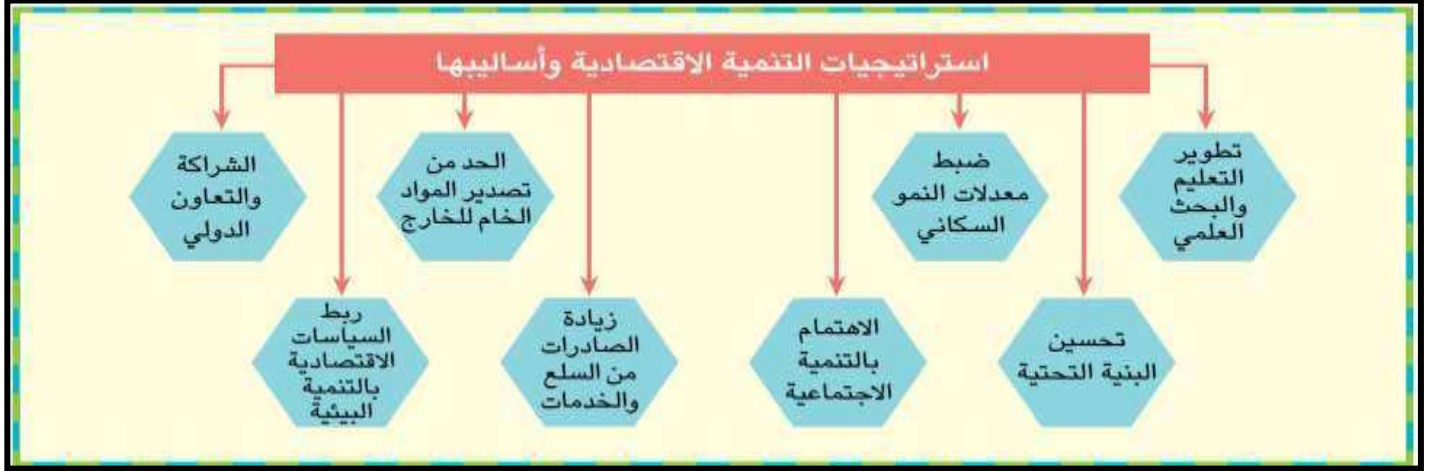 استراتيجيات التنمية الاقتصادية وأساليبها
تطوير
التعليم
والبحث
العلمي
تحسين
البنية التحتية
ضبط
معدلات النمو
السكاني
الاهتمام
بالتنمية
الاجتماعية
زيادة
الصادرات
من السلع
والخدمات
الحد من
تصدير المواد
الخام للخارج
ربط
السياسات
الاقتصادية
بالتنمية
البيئية
الشراكة
والتعاون
الدولي